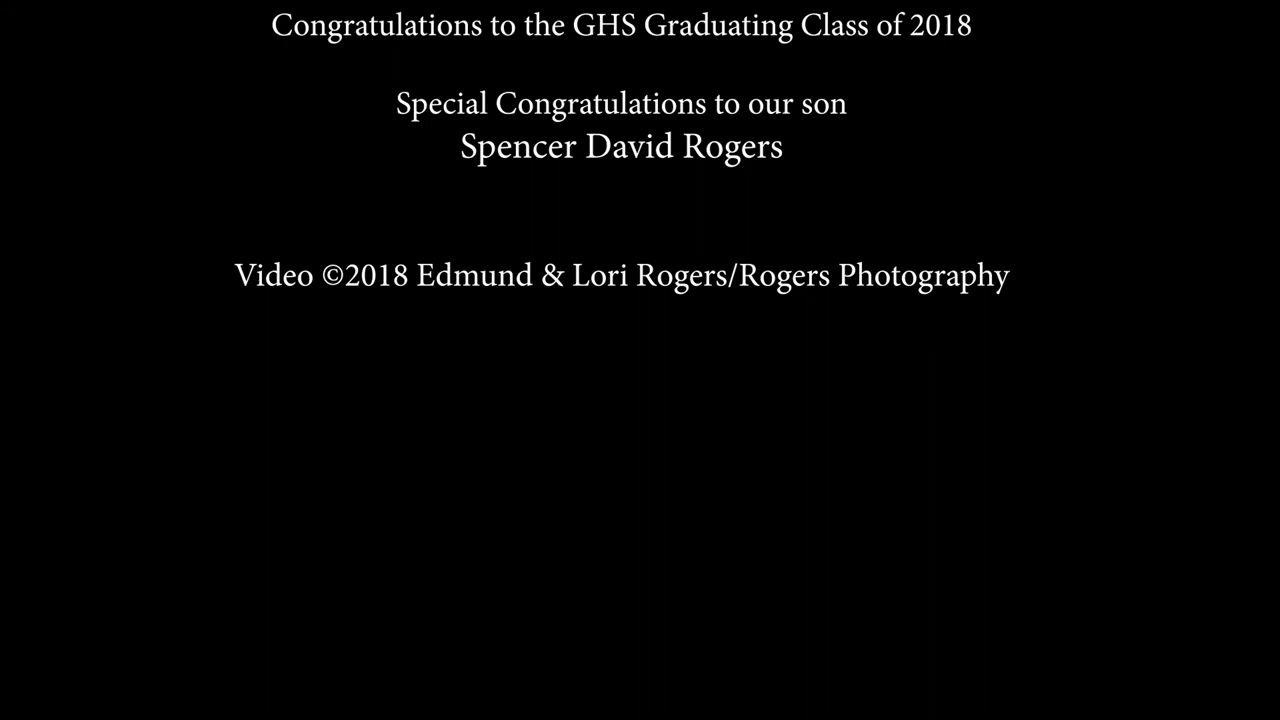 Congratulations to the GHS Graduating Class of 2018
Special Congratulations to our son
Spencer David Rogers
Video ©2018 Edmund & Lori Rogers/Rogers Photography